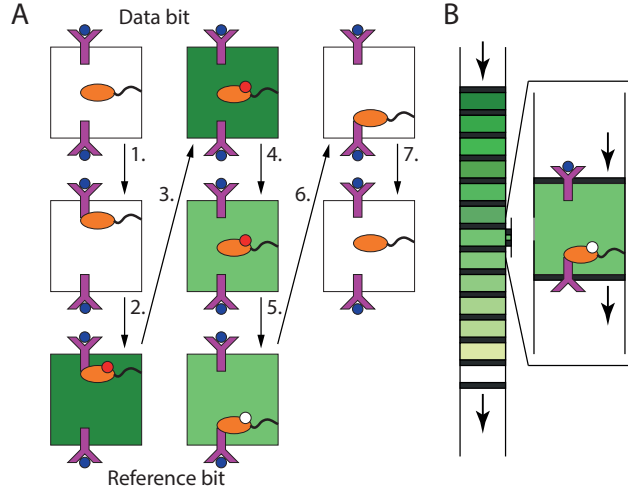 A
Data bit
B
1.
3.
4.
6.
7.
2.
5.
Reference bit